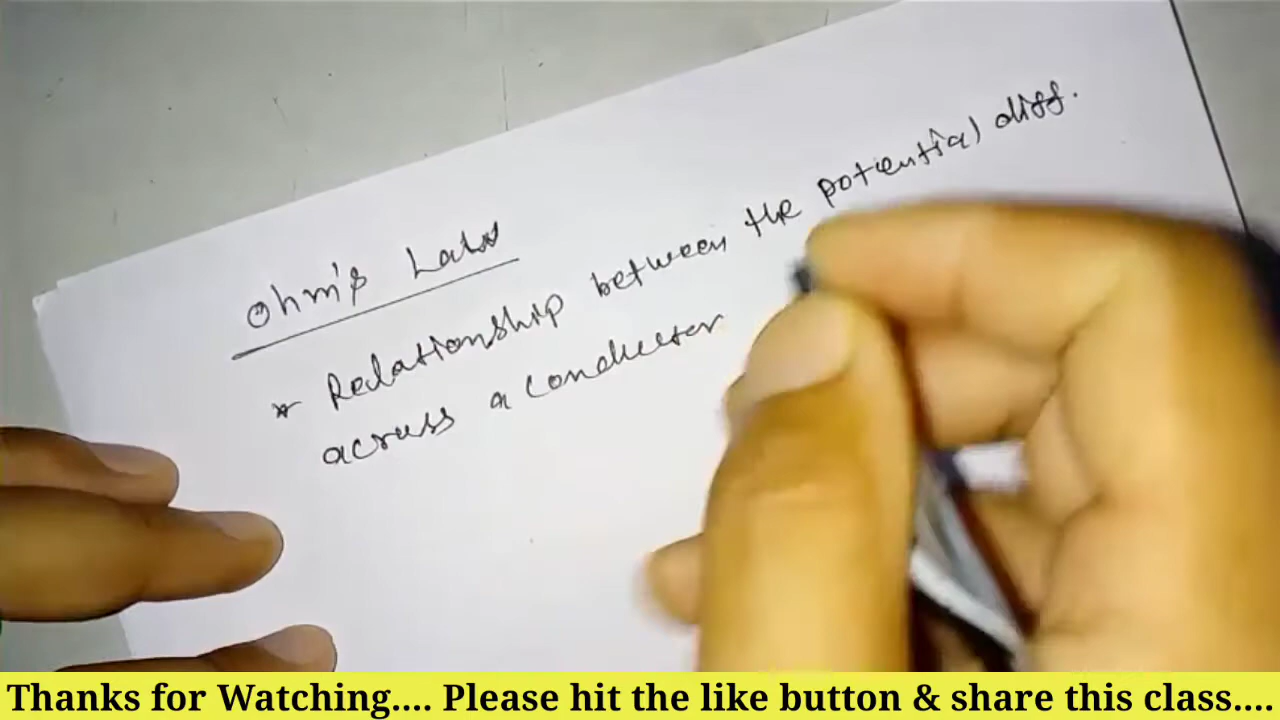 Ohm's Law
* Relationship between the potential diff.
across a conductor
Thanks for Watching.... Please hit the like button & share this class....